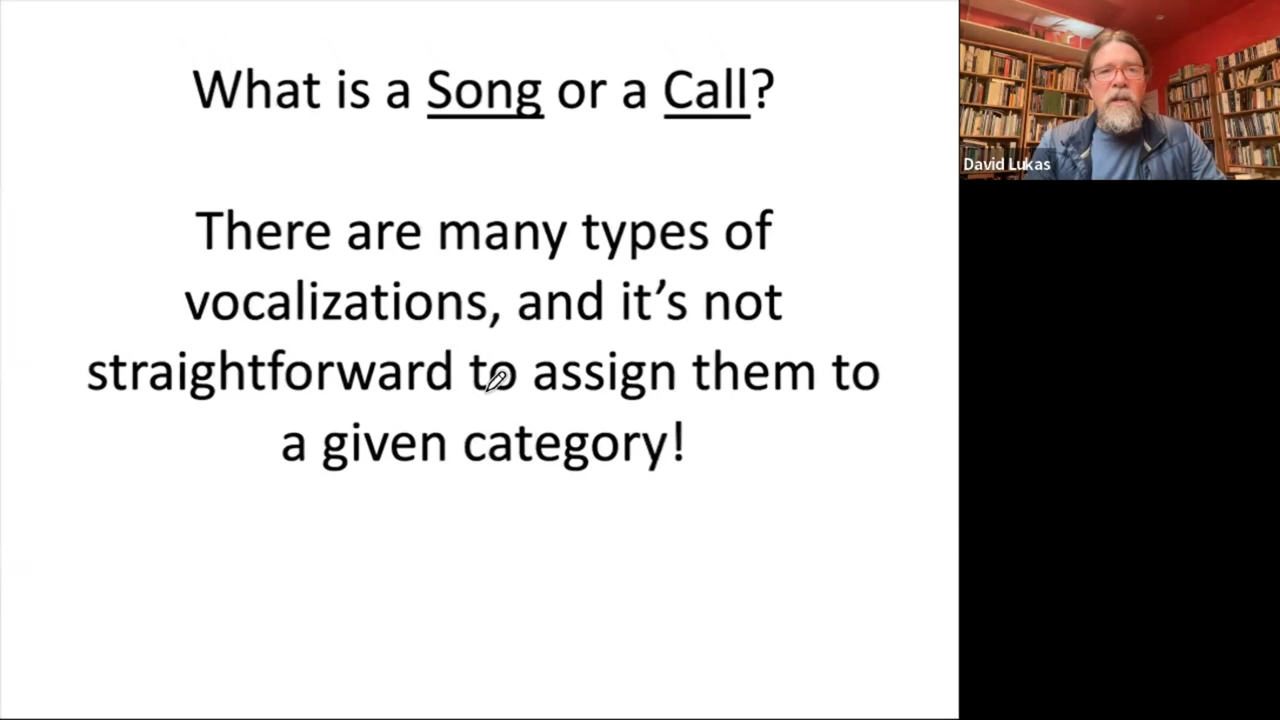 What is a Song or a Call?
There are many types of
vocalizations, and it’s not
straightforward to assign them to
a given category!
David Lukas